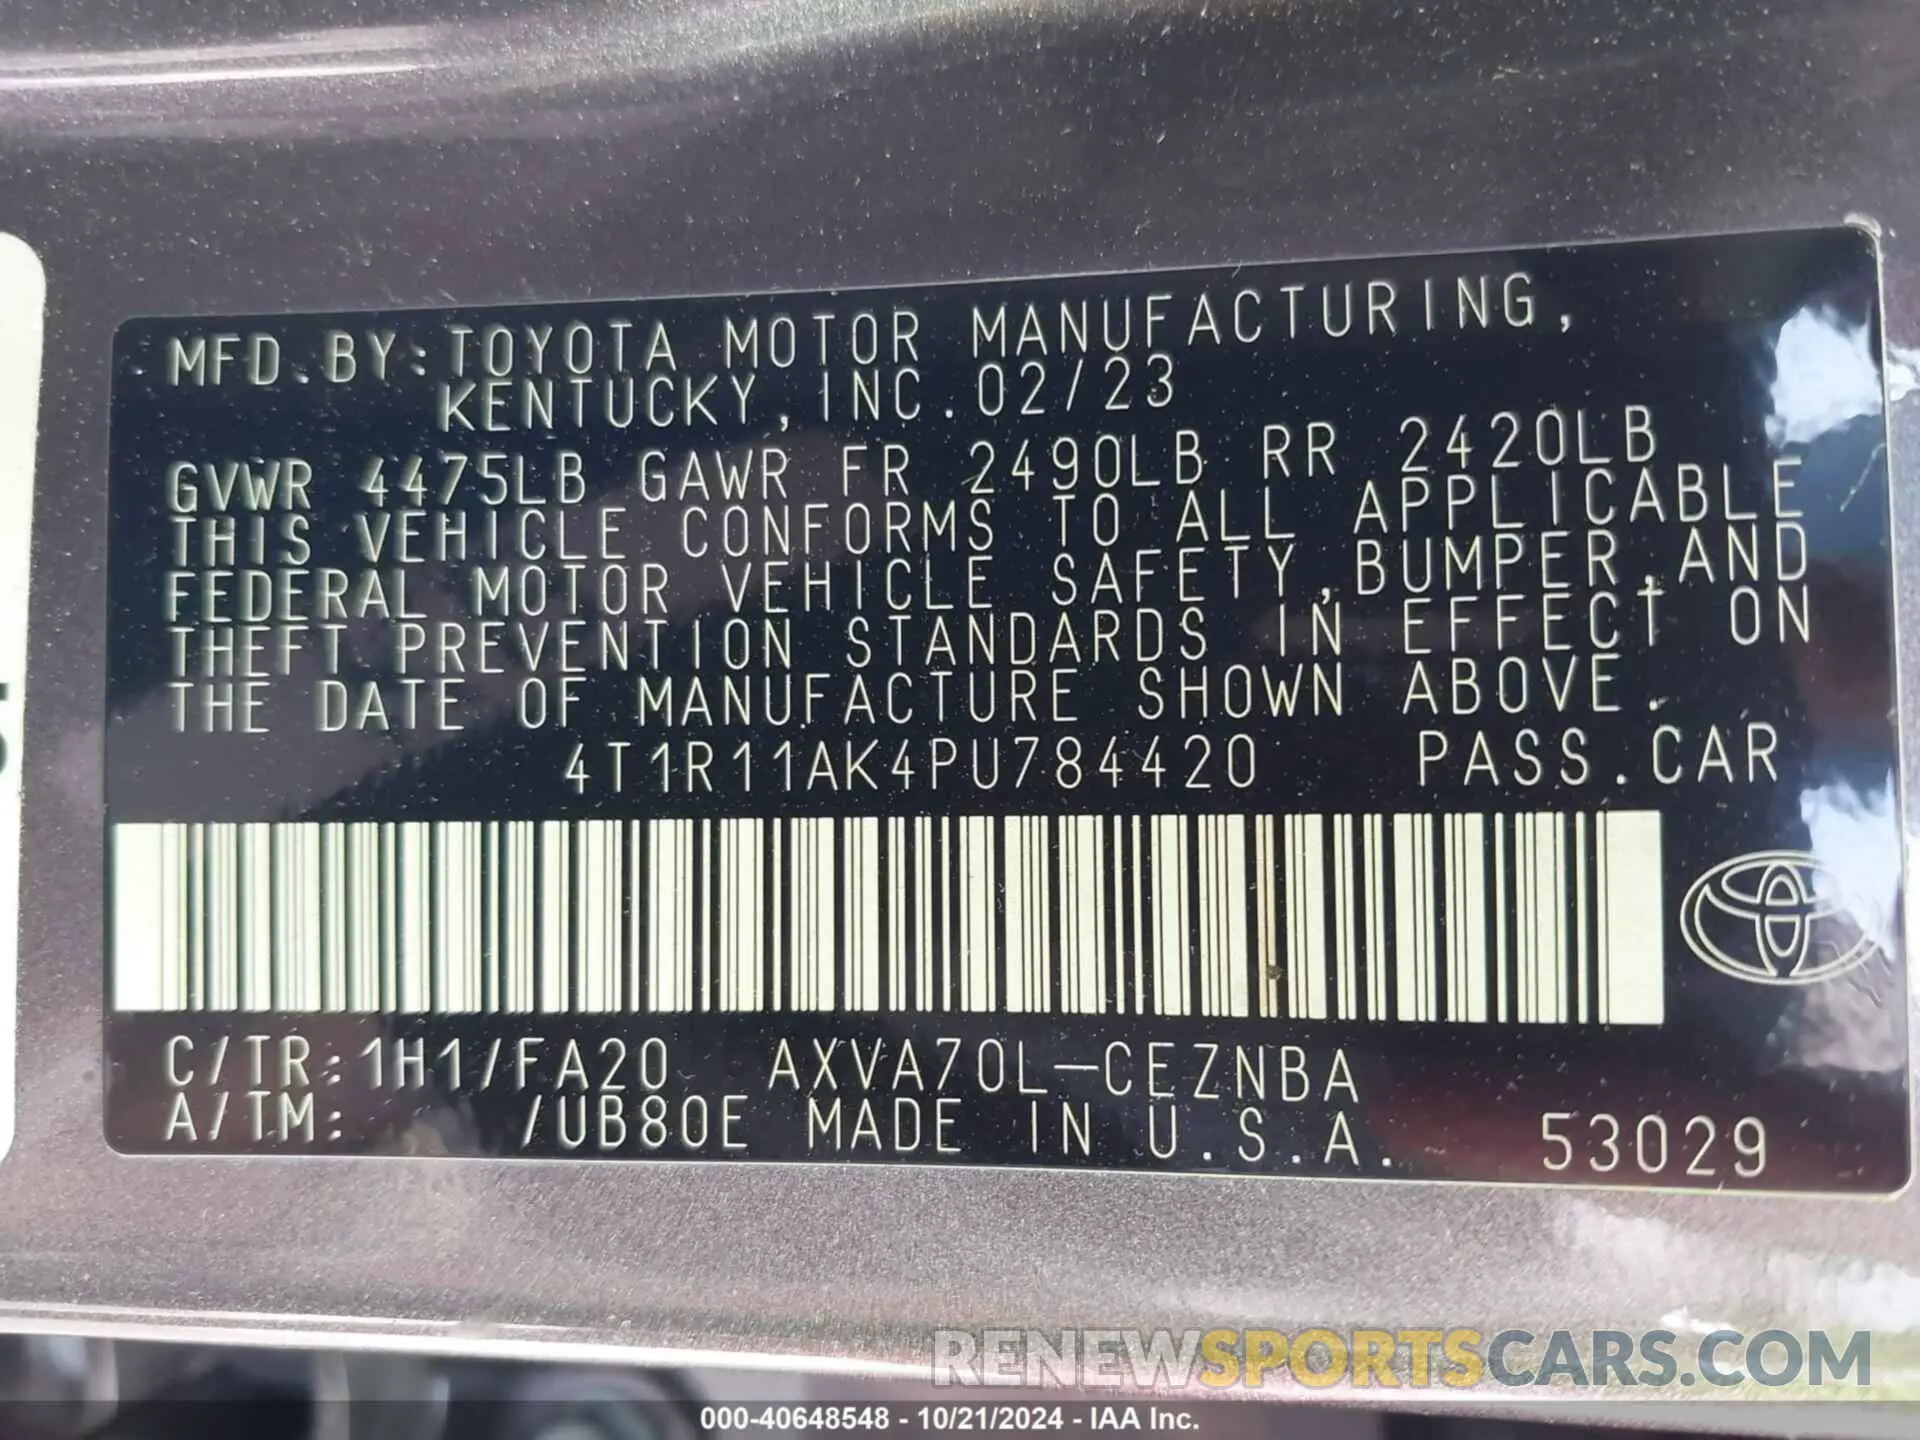 MFD.BY:TOYOTA MOTOR MANUFACTURING,
KENTUCKY,INC.02/23
GVWR 4475LB GAWR FR 2490LB RR 2420LB
THIS VEHICLE CONFORMS TO ALL APPLICABLE
FEDERAL MOTOR VEHICLE SAFETY,BUMPER,AND
THEFT PREVENTION STANDARDS IN EFFECT ON
THE DATE OF MANUFACTURE SHOWN ABOVE.
4T1R11AK4PU784420 PASS.CAR
C/TR:1H1/FA20 AXVA70L-CEZNBA
A/TM: /UB80E MADE IN U.S.A. 53029
RENEWSPORTSCARS.COM
000-40648548 - 10/21/2024 - IAA Inc.